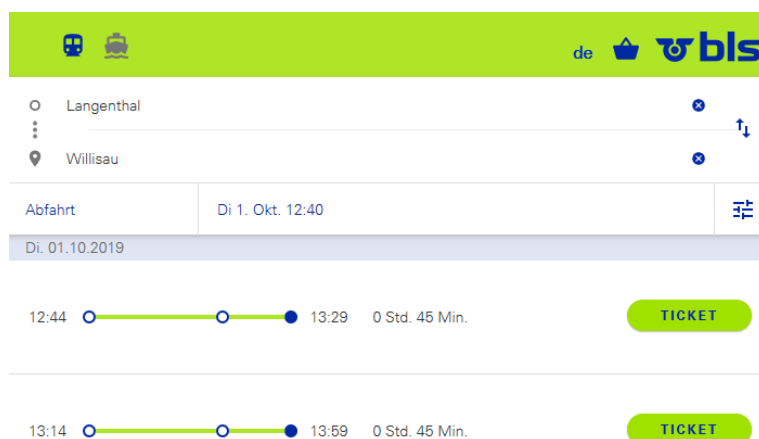 de bls
Langenthal
Willisau
Abfahrt Di 1. Okt. 12:40
Di. 01.10.2019
12:44 13:29 0 Std. 45 Min. TICKET
13:14 13:59 0 Std. 45 Min. TICKET